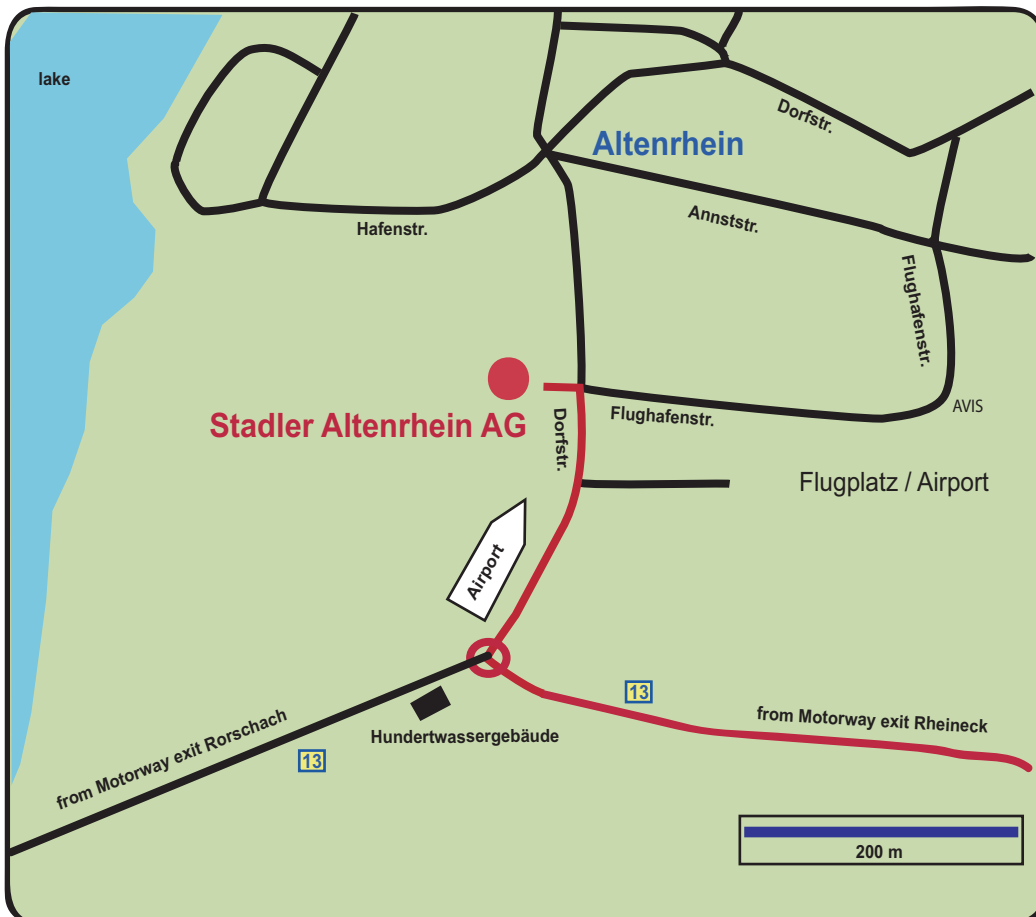 lake
Dorfstr.
Altenrhein
Annststr.
Hafenstr.
Flughafenstr.
Stadler Altenrhein AG
Dorfstr.
Flughafenstr.
AVIS
Flugplatz / Airport
Airport
13
from Motorway exit Rheineck
from Motorway exit Rorschach
13
Hundertwassergebäude
200 m